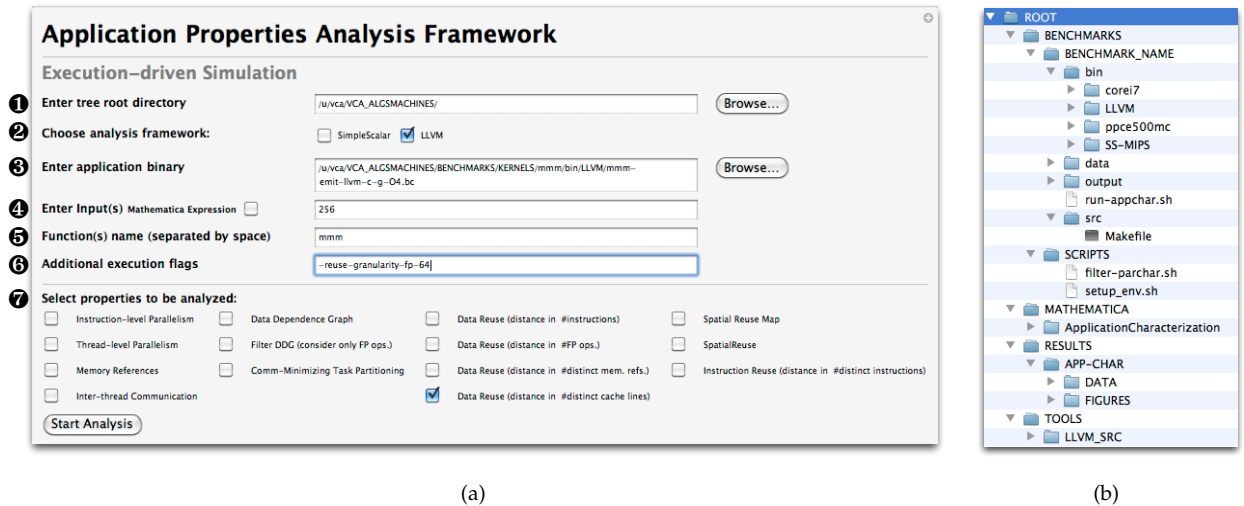 Application Properties Analysis Framework
Execution-driven Simulation
❶ Enter tree root directory /u/vca/VCA_ALGSMACHINES/ Browse...
❷ Choose analysis framework: SimpleScalar LLVM
❸ Enter application binary /u/vca/VCA_ALGSMACHINES/BENCHMARKS/KERNELS/mmm/bin/LLVM/mmm-
emit-llvm-c-g-O4.bc Browse...
❹ Enter Input(s) Mathematica Expression 256
❺ Function(s) name (separated by space) mmm
❻ Additional execution flags -reuse-granularity-fp-64
❼ Select properties to be analyzed:
Instruction-level Parallelism Data Dependence Graph Data Reuse (distance in #instructions) Spatial Reuse Map
Thread-level Parallelism Filter DDG (consider only FP ops.) Data Reuse (distance in #FP ops.) SpatialReuse
Memory References Comm-Minimizing Task Partitioning Data Reuse (distance in #distinct mem. refs.) Instruction Reuse (distance in #distinct instructions)
Inter-thread Communication Data Reuse (distance in #distinct cache lines)
Start Analysis
(a)
ROOT
BENCHMARKS
BENCHMARK_NAME
bin
corei7
LLVM
ppce500mc
SS-MIPS
data
output
run-appchar.sh
src
Makefile
SCRIPTS
filter-parchar.sh
setup_env.sh
MATHEMATICA
ApplicationCharacterization
RESULTS
APP-CHAR
DATA
FIGURES
TOOLS
LLVM_SRC
(b)